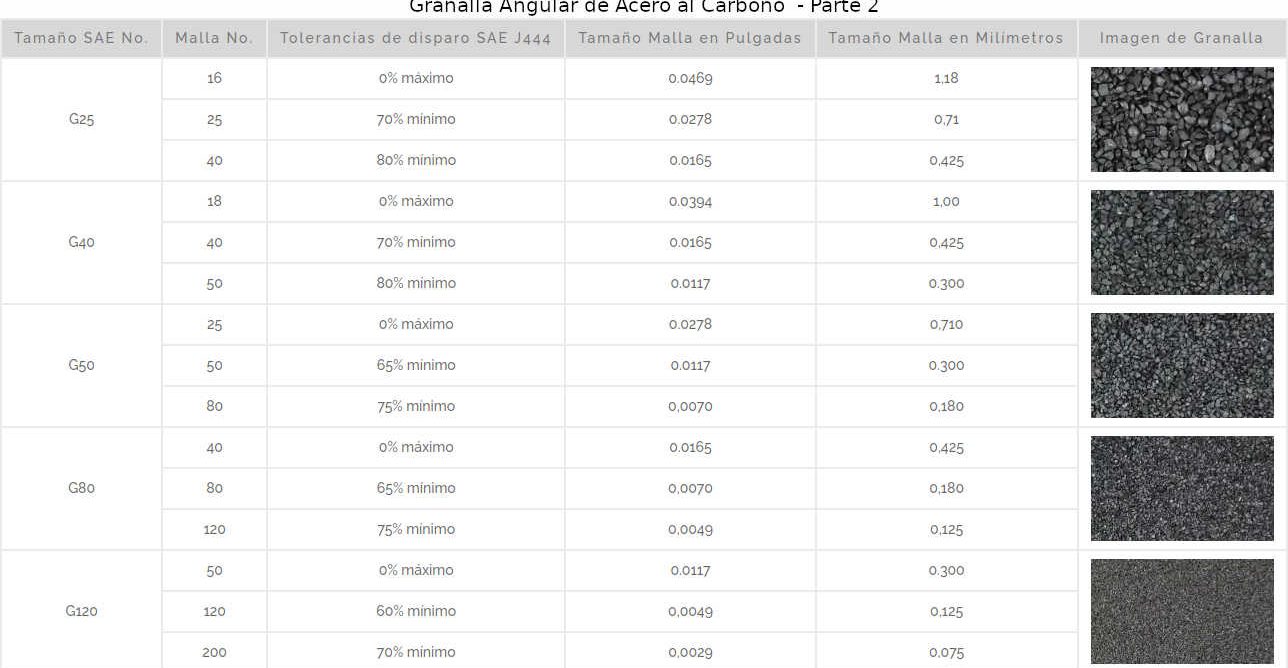 Granalla Angular de Acero al Carbono - Parte 2
Tamaño SAE No. Malla No. Tolerancias de disparo SAE J444 Tamaño Malla en Pulgadas Tamaño Malla en Milímetros Imagen de Granalla
16 0% máximo 0.0469 1,18
G25 25 70% mínimo 0.0278 0,71
40 80% mínimo 0.0165 0,425
18 0% máximo 0.0394 1,00
G40 40 70% mínimo 0.0165 0,425
50 80% mínimo 0.0117 0.300
25 0% máximo 0.0278 0,710
G50 50 65% mínimo 0.0117 0.300
80 75% mínimo 0,0070 0,180
40 0% máximo 0.0165 0,425
G80 80 65% mínimo 0,0070 0,180
120 75% mínimo 0,0049 0,125
50 0% máximo 0.0117 0.300
G120 120 60% mínimo 0,0049 0,125
200 70% mínimo 0,0029 0,075